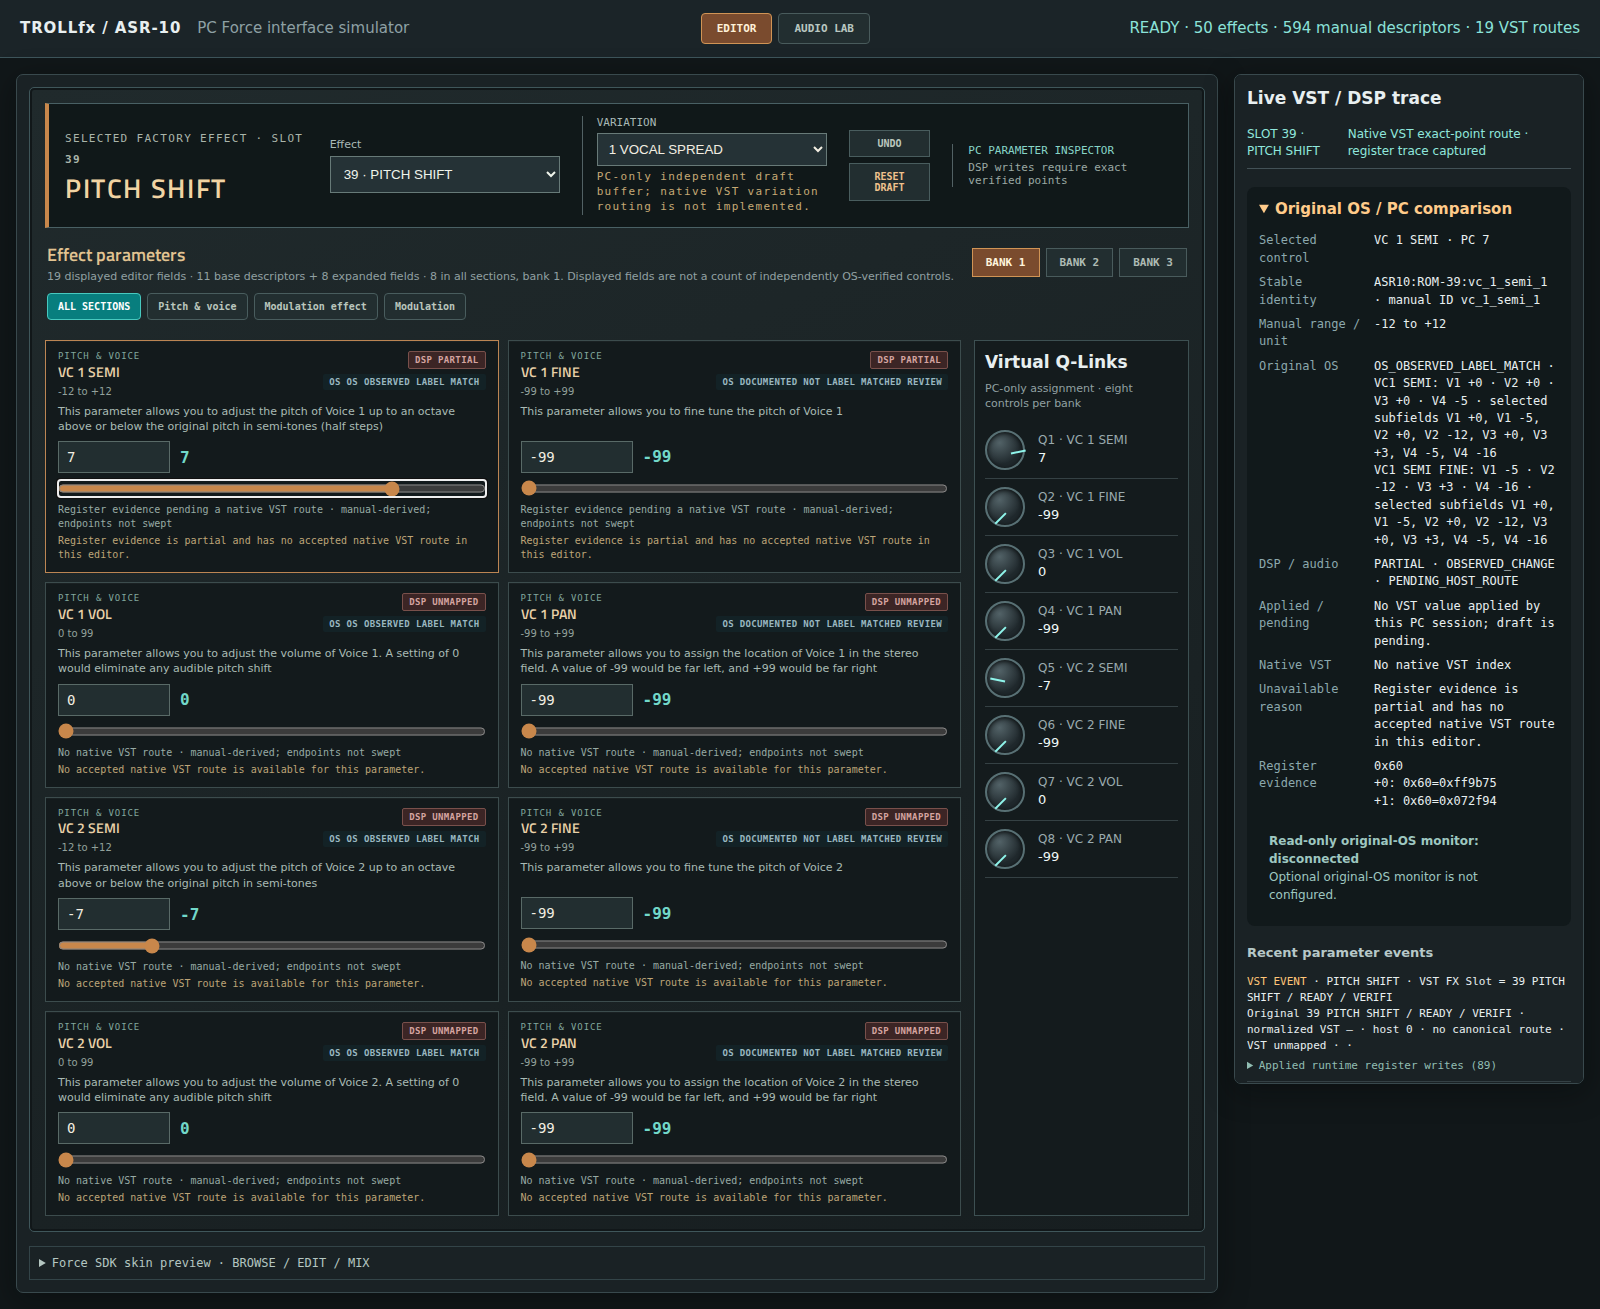 TROLLfx / ASR-10 PC Force interface simulator
EDITOR
AUDIO LAB
READY · 50 effects · 594 manual descriptors · 19 VST routes
SELECTED FACTORY EFFECT · SLOT
39
PITCH SHIFT
Effect
39 · PITCH SHIFT
VARIATION
1 VOCAL SPREAD
PC-only independent draft
buffer; native VST variation
routing is not implemented.
UNDO
RESET
DRAFT
PC PARAMETER INSPECTOR
DSP writes require exact
verified points
Effect parameters
19 displayed editor fields · 11 base descriptors + 8 expanded fields · 8 in all sections, bank 1. Displayed fields are not a count of independently OS-verified controls.
BANK 1
BANK 2
BANK 3
ALL SECTIONS
Pitch & voice
Modulation effect
Modulation
PITCH & VOICE
DSP PARTIAL
VC 1 SEMI
OS OS OBSERVED LABEL MATCH
-12 to +12
This parameter allows you to adjust the pitch of Voice 1 up to an octave
above or below the original pitch in semi-tones (half steps)
7
7
Register evidence pending a native VST route · manual-derived;
endpoints not swept
Register evidence is partial and has no accepted native VST route in
this editor.
PITCH & VOICE
DSP PARTIAL
VC 1 FINE
OS DOCUMENTED NOT LABEL MATCHED REVIEW
-99 to +99
This parameter allows you to fine tune the pitch of Voice 1
-99
-99
Register evidence pending a native VST route · manual-derived;
endpoints not swept
Register evidence is partial and has no accepted native VST route in
this editor.
PITCH & VOICE
DSP UNMAPPED
VC 1 VOL
OS OS OBSERVED LABEL MATCH
0 to 99
This parameter allows you to adjust the volume of Voice 1. A setting of 0
would eliminate any audible pitch shift
0
0
No native VST route · manual-derived; endpoints not swept
No accepted native VST route is available for this parameter.
PITCH & VOICE
DSP UNMAPPED
VC 1 PAN
OS DOCUMENTED NOT LABEL MATCHED REVIEW
-99 to +99
This parameter allows you to assign the location of Voice 1 in the stereo
field. A value of -99 would be far left, and +99 would be far right
-99
-99
No native VST route · manual-derived; endpoints not swept
No accepted native VST route is available for this parameter.
PITCH & VOICE
DSP UNMAPPED
VC 2 SEMI
OS OS OBSERVED LABEL MATCH
-12 to +12
This parameter allows you to adjust the pitch of Voice 2 up to an octave
above or below the original pitch in semi-tones
-7
-7
No native VST route · manual-derived; endpoints not swept
No accepted native VST route is available for this parameter.
PITCH & VOICE
DSP UNMAPPED
VC 2 FINE
OS DOCUMENTED NOT LABEL MATCHED REVIEW
-99 to +99
This parameter allows you to fine tune the pitch of Voice 2
-99
-99
No native VST route · manual-derived; endpoints not swept
No accepted native VST route is available for this parameter.
PITCH & VOICE
DSP UNMAPPED
VC 2 VOL
OS OS OBSERVED LABEL MATCH
0 to 99
This parameter allows you to adjust the volume of Voice 2. A setting of 0
would eliminate any audible pitch shift
0
0
No native VST route · manual-derived; endpoints not swept
No accepted native VST route is available for this parameter.
PITCH & VOICE
DSP UNMAPPED
VC 2 PAN
OS DOCUMENTED NOT LABEL MATCHED REVIEW
-99 to +99
This parameter allows you to assign the location of Voice 2 in the stereo
field. A value of -99 would be far left, and +99 would be far right
-99
-99
No native VST route · manual-derived; endpoints not swept
No accepted native VST route is available for this parameter.
Virtual Q-Links
PC-only assignment · eight
controls per bank
Q1 · VC 1 SEMI
7
Q2 · VC 1 FINE
-99
Q3 · VC 1 VOL
0
Q4 · VC 1 PAN
-99
Q5 · VC 2 SEMI
-7
Q6 · VC 2 FINE
-99
Q7 · VC 2 VOL
0
Q8 · VC 2 PAN
-99
▶ Force SDK skin preview · BROWSE / EDIT / MIX
Live VST / DSP trace
SLOT 39 ·
PITCH SHIFT
Native VST exact-point route ·
register trace captured
▼ Original OS / PC comparison
Selected
control
VC 1 SEMI · PC 7
Stable
identity
ASR10:ROM-39:vc_1_semi_1
· manual ID vc_1_semi_1
Manual range /
unit
-12 to +12
Original OS
OS_OBSERVED_LABEL_MATCH ·
VC1 SEMI: V1 +0 · V2 +0 ·
V3 +0 · V4 -5 · selected
subfields V1 +0, V1 -5,
V2 +0, V2 -12, V3 +0, V3
+3, V4 -5, V4 -16
VC1 SEMI FINE: V1 -5 · V2
-12 · V3 +3 · V4 -16 ·
selected subfields V1 +0,
V1 -5, V2 +0, V2 -12, V3
+0, V3 +3, V4 -5, V4 -16
DSP / audio
PARTIAL · OBSERVED_CHANGE
· PENDING_HOST_ROUTE
Applied /
pending
No VST value applied by
this PC session; draft is
pending.
Native VST
No native VST index
Unavailable
reason
Register evidence is
partial and has no
accepted native VST route
in this editor.
Register
evidence
0x60
+0: 0x60=0xff9b75
+1: 0x60=0x072f94
Read-only original-OS monitor:
disconnected
Optional original-OS monitor is not
configured.
Recent parameter events
VST EVENT · PITCH SHIFT · VST FX Slot = 39 PITCH
SHIFT / READY / VERIFI
Original 39 PITCH SHIFT / READY / VERIFI ·
normalized VST — · host 0 · no canonical route ·
VST unmapped · ·
▶ Applied runtime register writes (89)